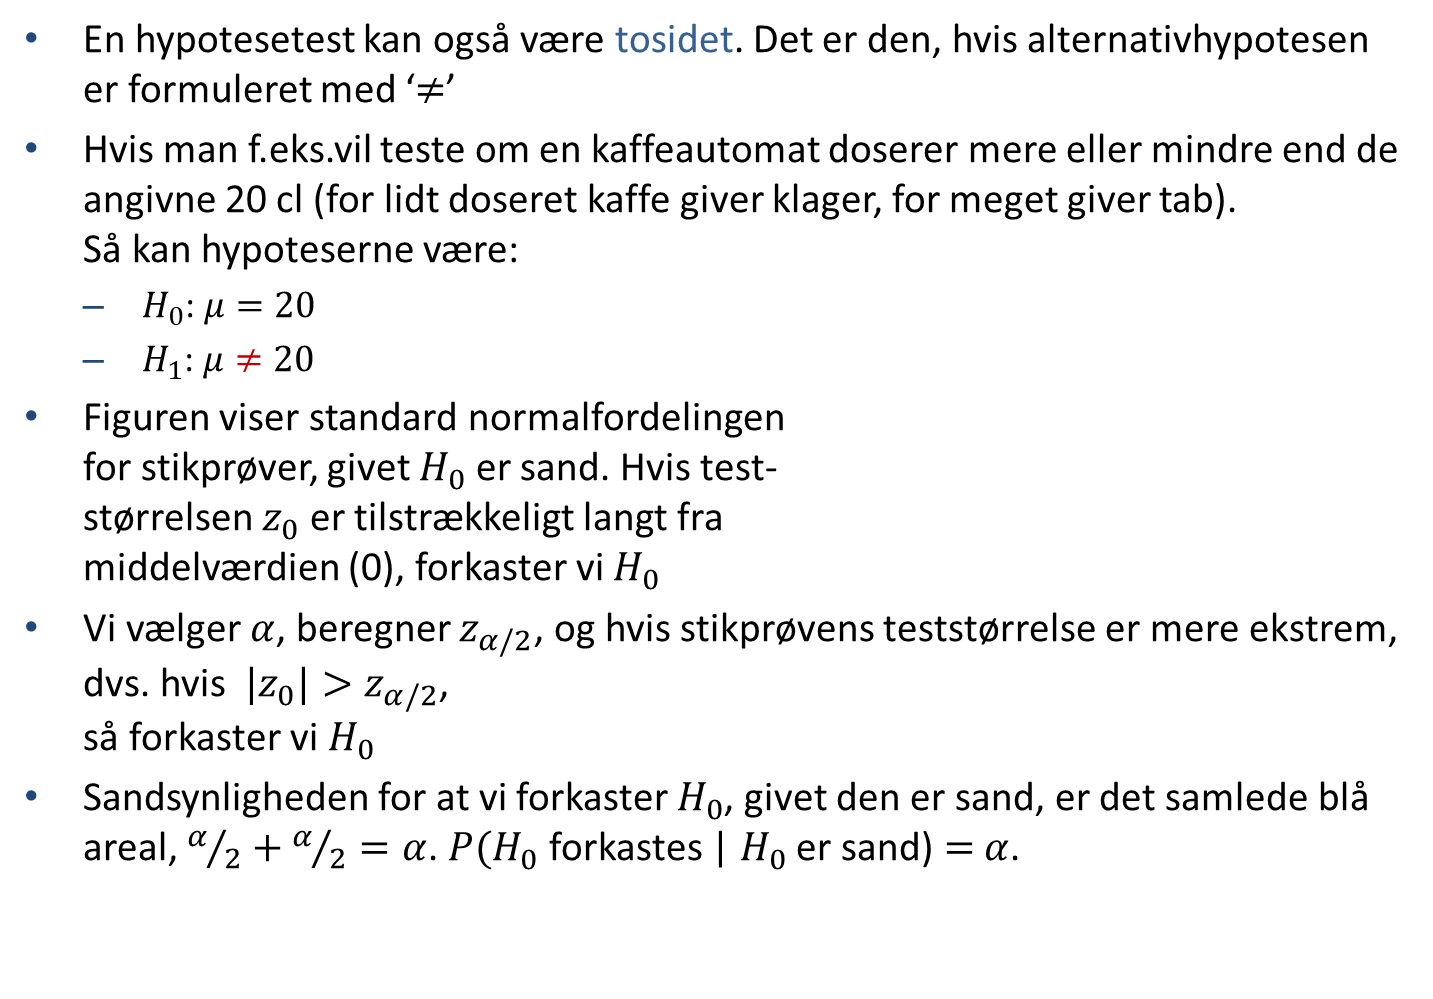 • En hypotesetest kan også være tosidet. Det er den, hvis alternativhypotesen
er formuleret med ‘≠’
• Hvis man f.eks.vil teste om en kaffeautomat doserer mere eller mindre end de
angivne 20 cl (for lidt doseret kaffe giver klager, for meget giver tab).
Så kan hypoteserne være:
– H₀: μ = 20
– H₁: μ ≠ 20
• Figuren viser standard normalfordelingen
for stikprøver, givet H₀ er sand. Hvis test-
størrelsen z₀ er tilstrækkeligt langt fra
middelværdien (0), forkaster vi H₀
• Vi vælger α, beregner z_{α/2}, og hvis stikprøvens teststørrelse er mere ekstrem,
dvs. hvis |z₀| > z_{α/2},
så forkaster vi H₀
• Sandsynligheden for at vi forkaster H₀, givet den er sand, er det samlede blå
areal, α/2 + α/2 = α. P(H₀ forkastes | H₀ er sand) = α.